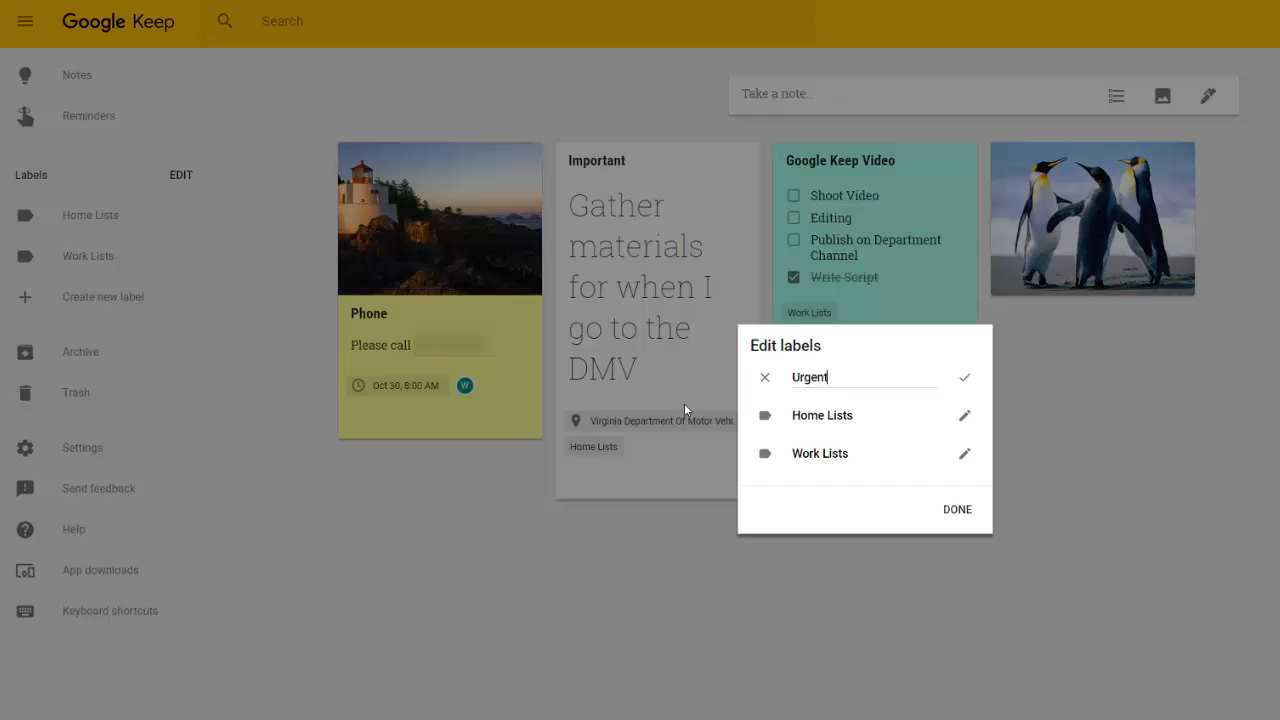 Google Keep
Search
Notes
Reminders
Labels EDIT
Home Lists
Work Lists
Create new label
Archive
Trash
Settings
Send feedback
Help
App downloads
Keyboard shortcuts
Take a note..
Phone
Please call
Oct 30, 8:00 AM W
Important
Gather
materials
for when I
go to the
DMV
Virginia Department Of Motor Vehi.
Home Lists
Google Keep Video
Shoot Video
Editing
Publish on Department
Channel
Write Script
Work Lists
Edit labels
Urgent
Home Lists
Work Lists
DONE